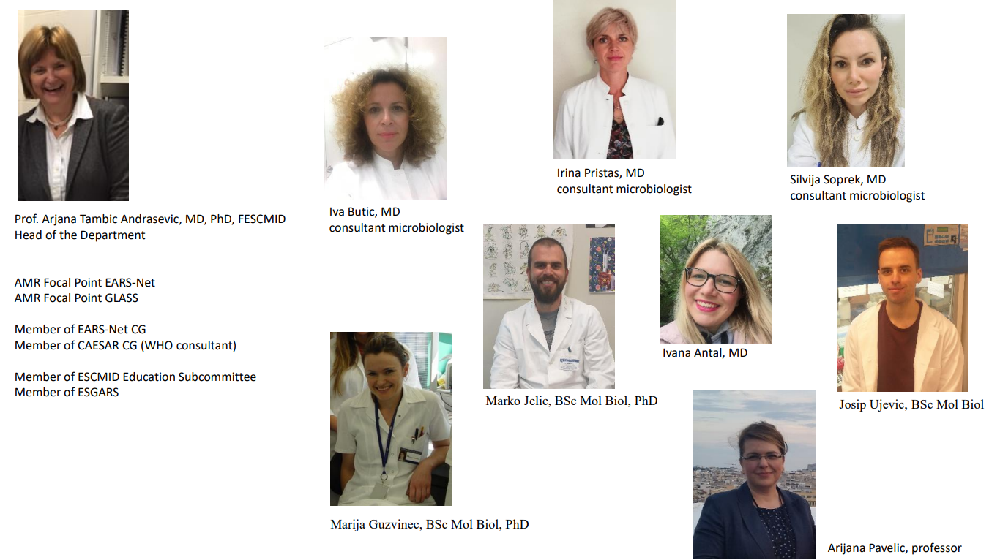 Prof. Arjana Tambic Andrasevic, MD, PhD, FESCMID
Head of the Department
AMR Focal Point EARS-Net
AMR Focal Point GLASS
Member of EARS-Net CG
Member of CAESAR CG (WHO consultant)
Member of ESCMID Education Subcommittee
Member of ESGARS
Iva Butic, MD
consultant microbiologist
Irina Pristas, MD
consultant microbiologist
Silvija Soprek, MD
consultant microbiologist
Marko Jelic, BSc Mol Biol, PhD
Ivana Antal, MD
Josip Ujevic, BSc Mol Biol
Marija Guzvinec, BSc Mol Biol, PhD
Arijana Pavelic, professor